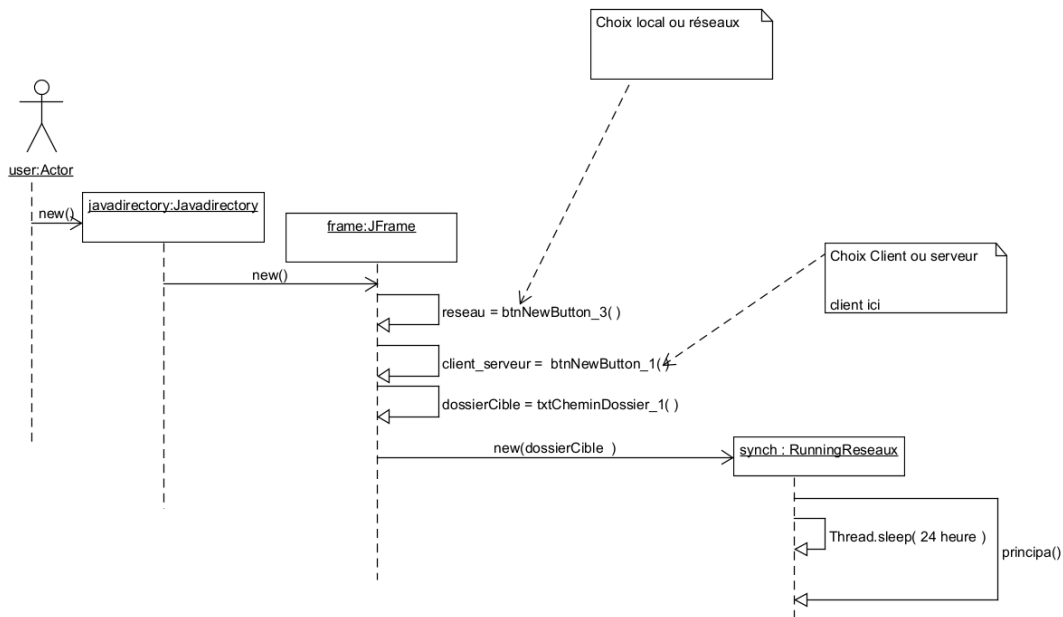 Choix local ou réseaux
user:Actor
new()
javadirectory:Javadirectory
frame:JFrame
new()
Choix Client ou serveur
client ici
reseau = btnNewButton_3( )
client_serveur =  btnNewButton_1( )
dossierCible = txtCheminDossier_1( )
new(dossierCible  )
synch : RunningReseaux
Thread.sleep( 24 heure )
principa()